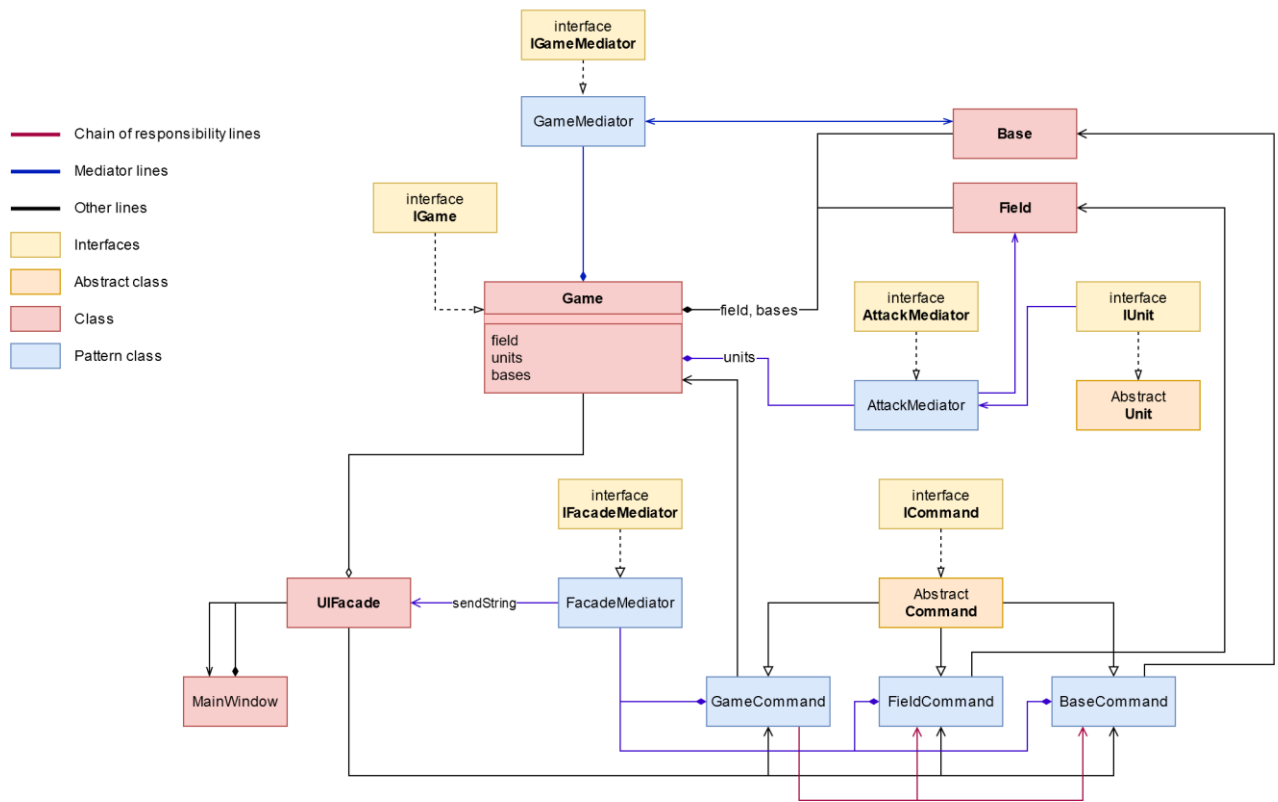 interface
IGameMediator
GameMediator
Base
Chain of responsibility lines
Mediator lines
Other lines
Interfaces
Abstract class
Class
Pattern class
interface
IGame
Field
Game
field, bases
field
units
bases
units
interface
AttackMediator
interface
IUnit
AttackMediator
Abstract
Unit
interface
IFacadeMediator
interface
ICommand
UIFacade
sendString
FacadeMediator
Abstract
Command
MainWindow
GameCommand
FieldCommand
BaseCommand